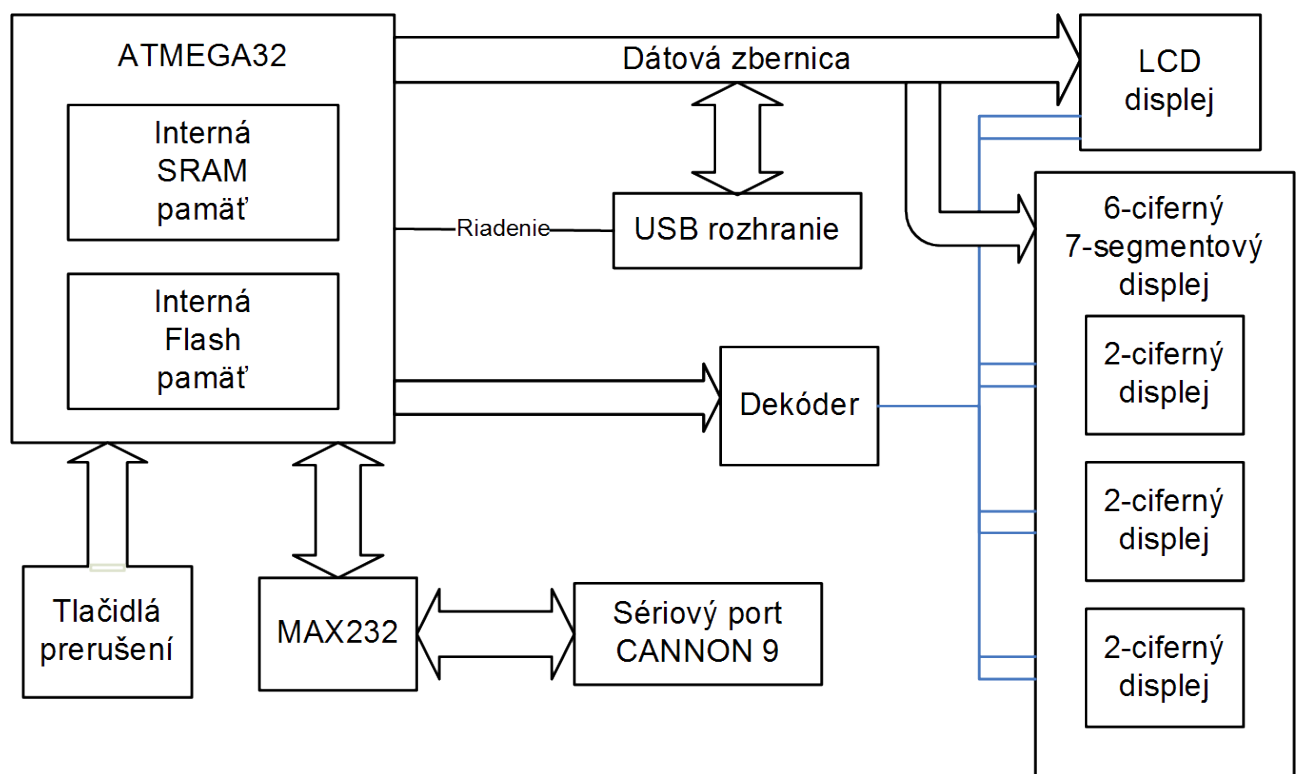 ATMEGA32
Interná
SRAM
pamäť
Interná
Flash
pamäť
Dátová zbernica
LCD
displej
Riadenie
USB rozhranie
6-ciferný
7-segmentový
displej
Dekóder
2-ciferný
displej
2-ciferný
displej
2-ciferný
displej
Tlačidlá
prerušení
MAX232
Sériový port
CANNON 9